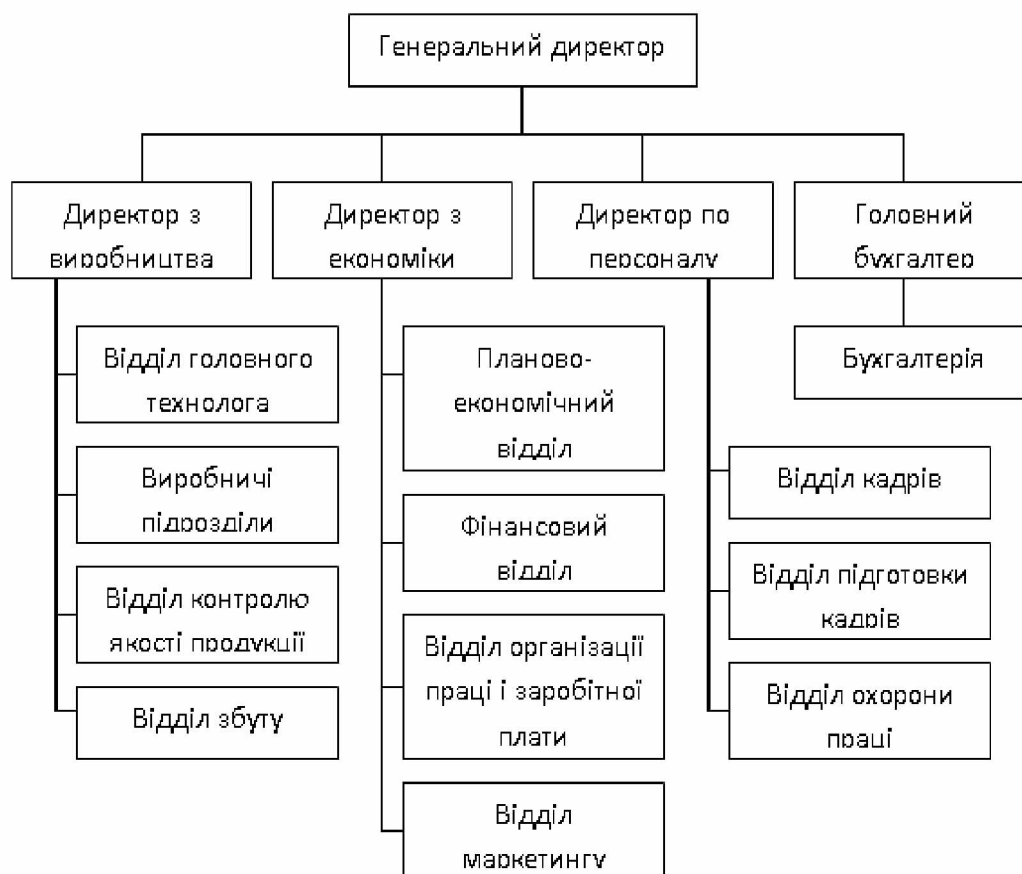 Генеральний директор
Директор з
виробництва
Директор з
економіки
Директор по
персоналу
Головний
бухгалтер
Відділ головного
технолога
Виробничі
підрозділи
Відділ контролю
якості продукції
Відділ збуту
Планово-
економічний
відділ
Фінансовий
відділ
Відділ організації
праці і заробітної
плати
Відділ
маркетингу
Відділ кадрів
Відділ підготовки
кадрів
Відділ охорони
праці
Бухгалтерія